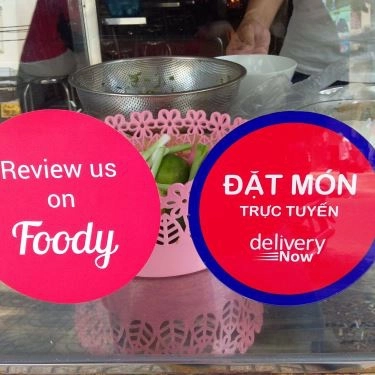 Review us
on
Foody
ĐẶT MÓN
TRỰC TUYẾN
delivery
Now